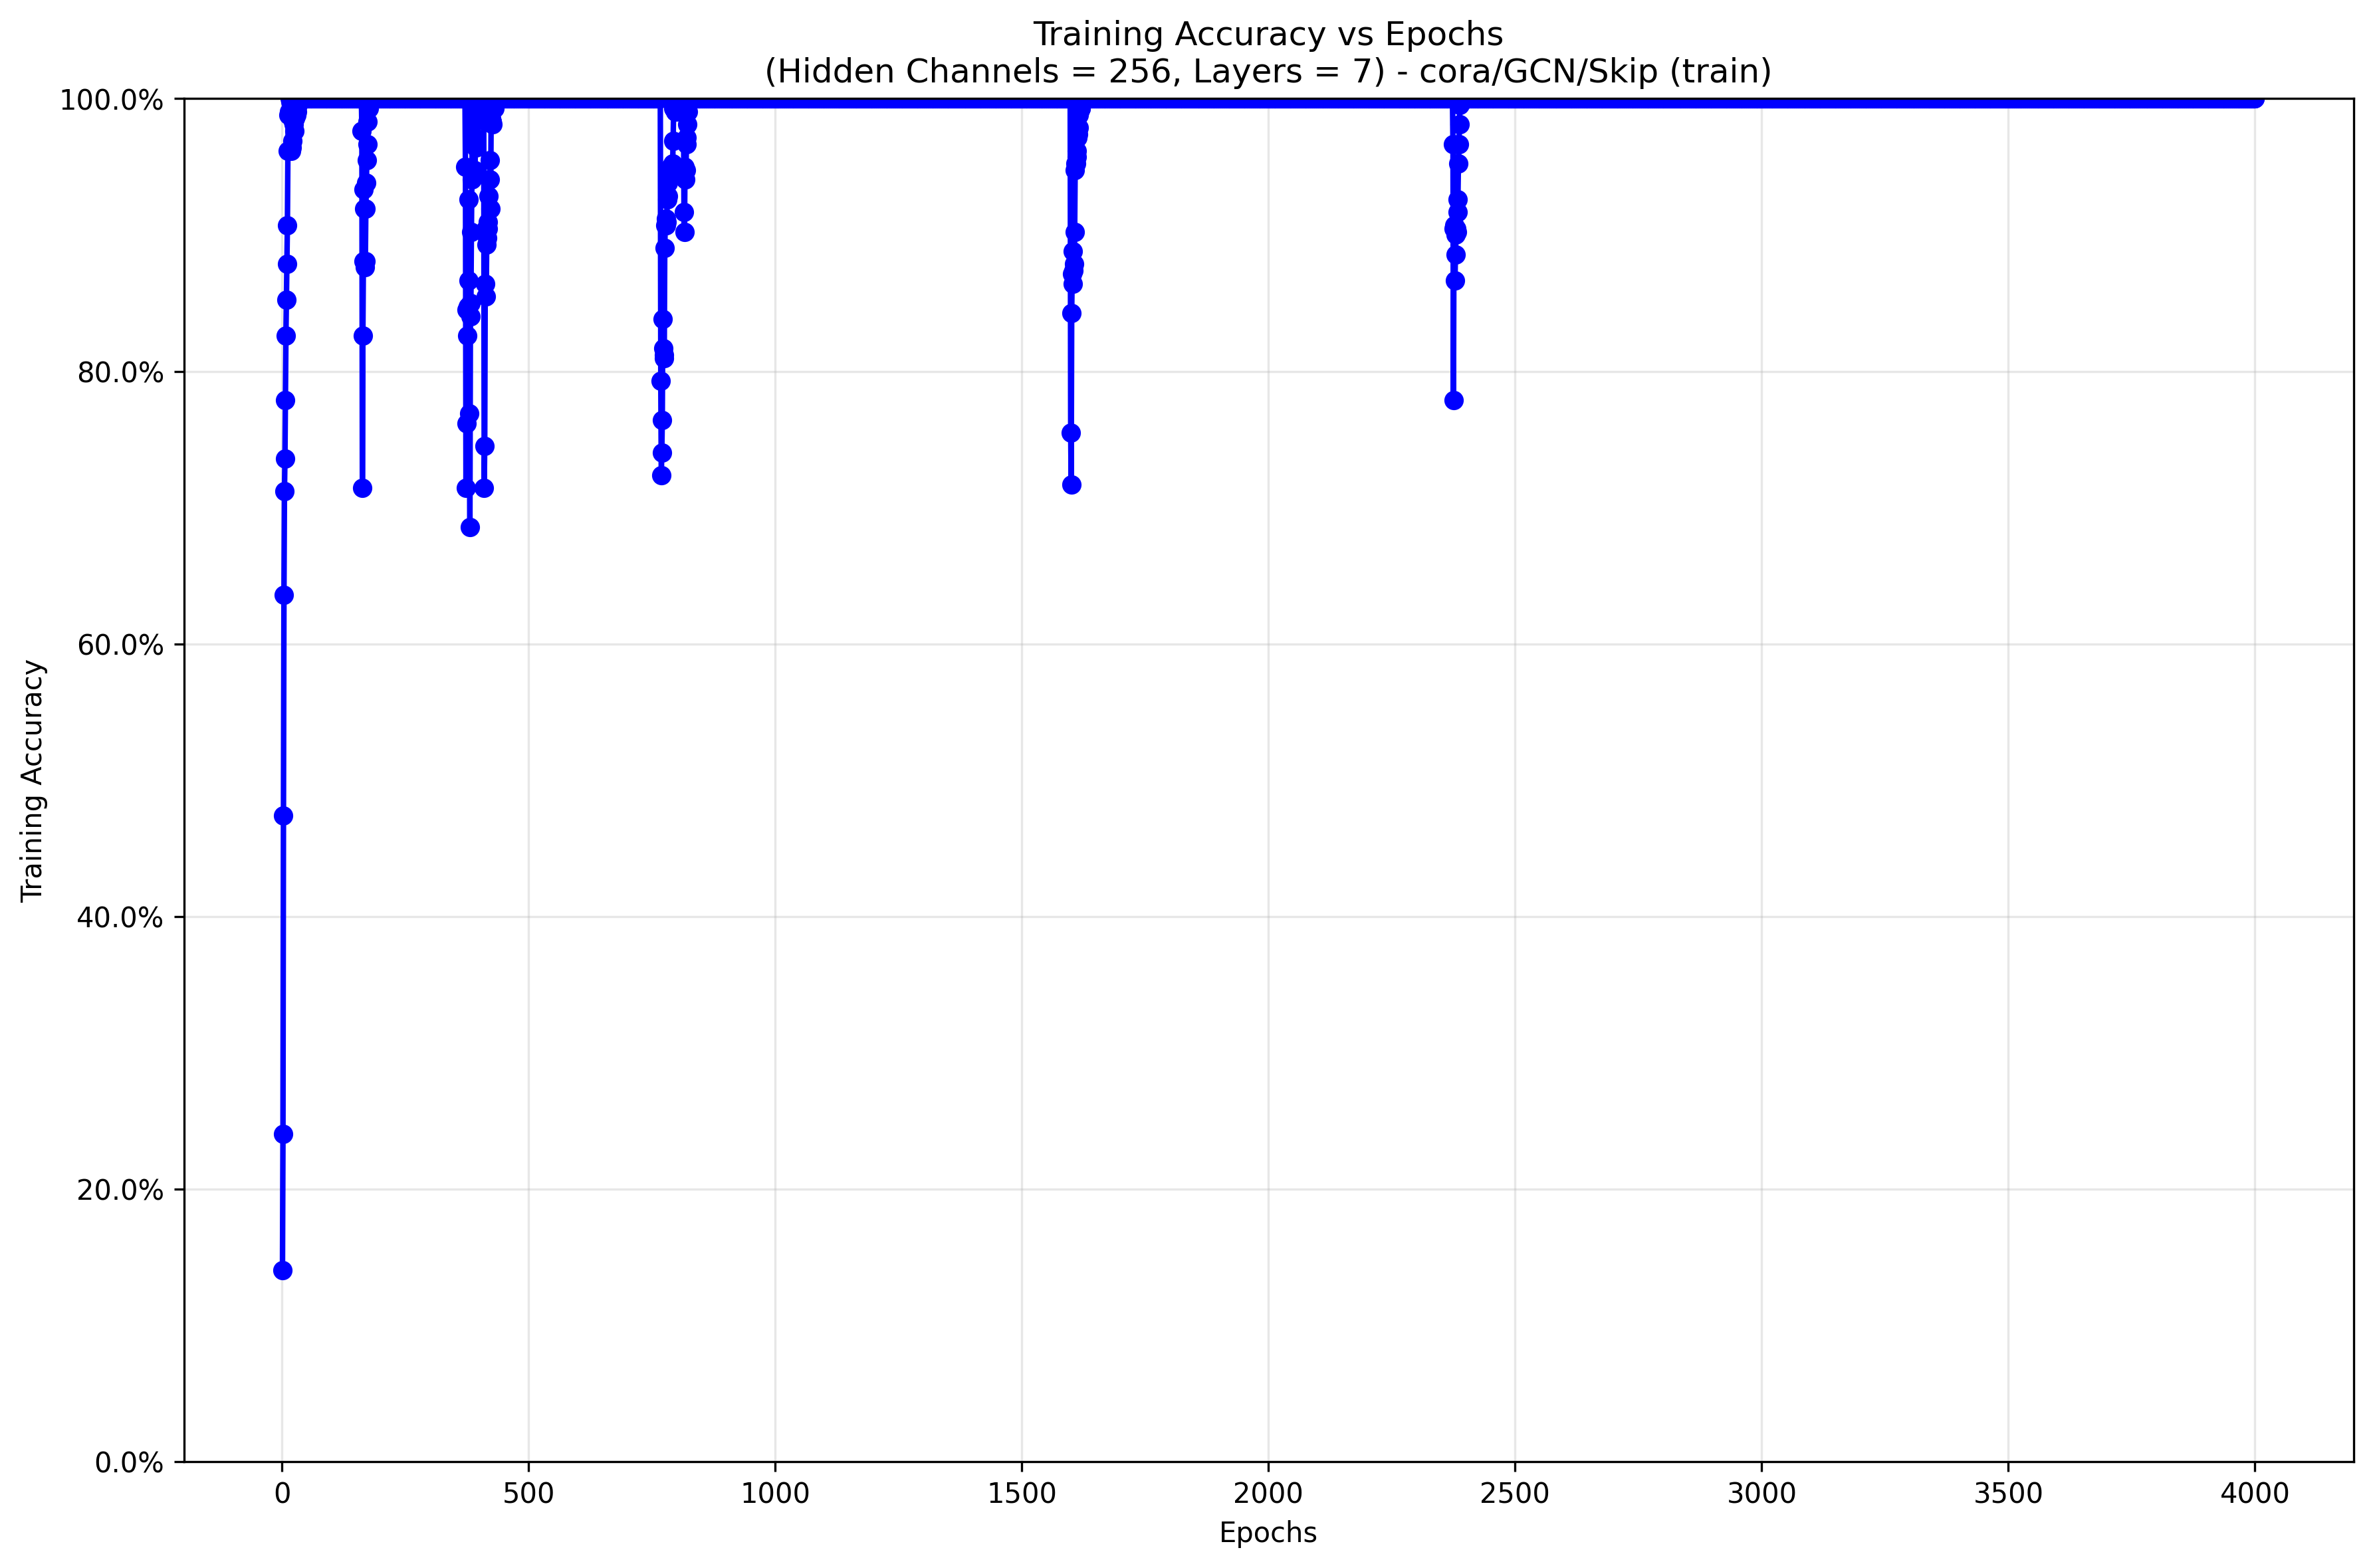 Training Accuracy vs Epochs
(Hidden Channels = 256, Layers = 7) - cora/GCN/Skip (train)
100.0%
80.0%
60.0%
40.0%
20.0%
0.0%
Training Accuracy
0 500 1000 1500 2000 2500 3000 3500 4000
Epochs